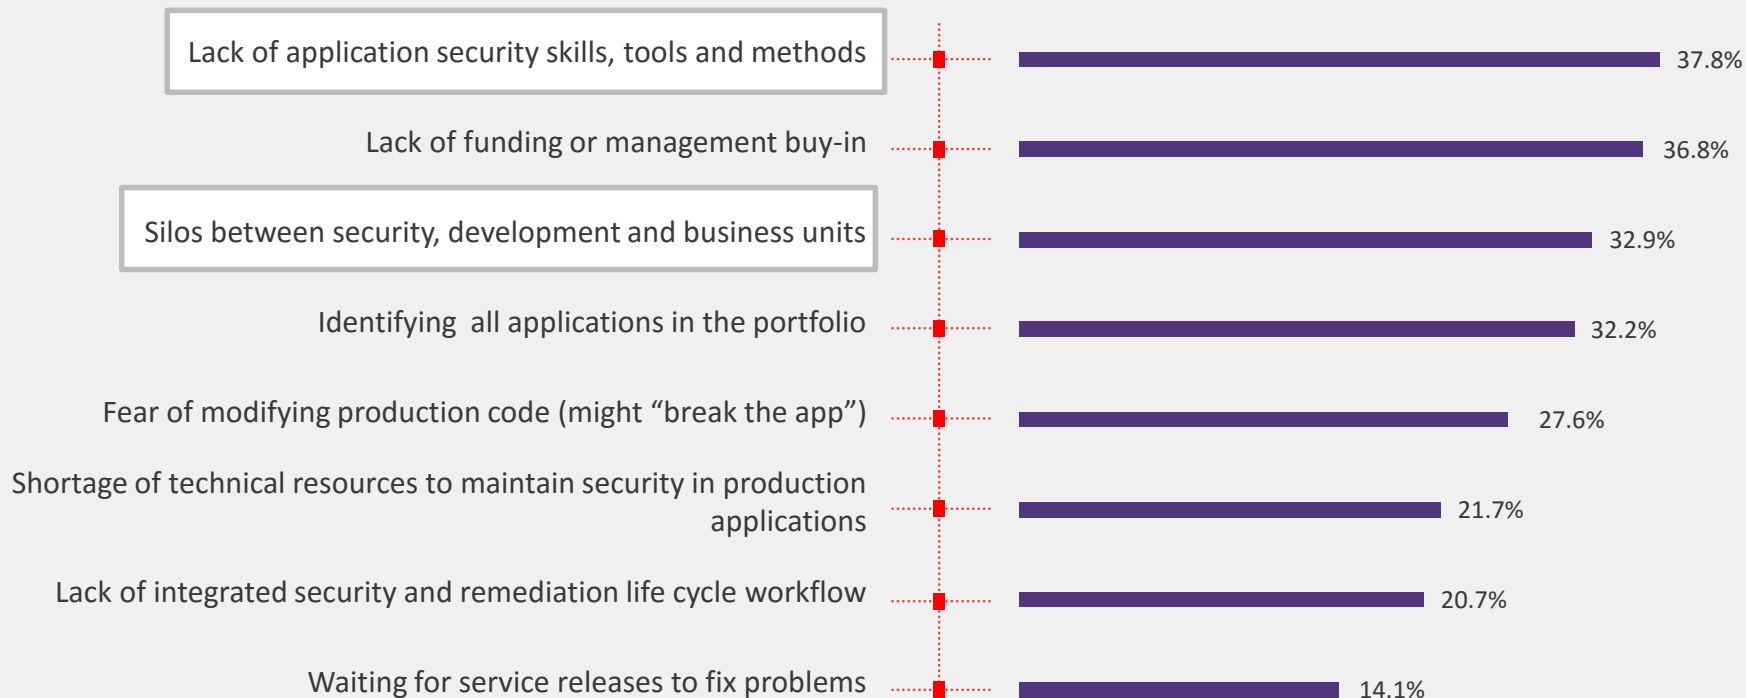 Lack of application security skills, tools and methods 37.8%
Lack of funding or management buy-in 36.8%
Silos between security, development and business units 32.9%
Identifying  all applications in the portfolio 32.2%
Fear of modifying production code (might “break the app”) 27.6%
Shortage of technical resources to maintain security in production
applications 21.7%
Lack of integrated security and remediation life cycle workflow 20.7%
Waiting for service releases to fix problems 14.1%